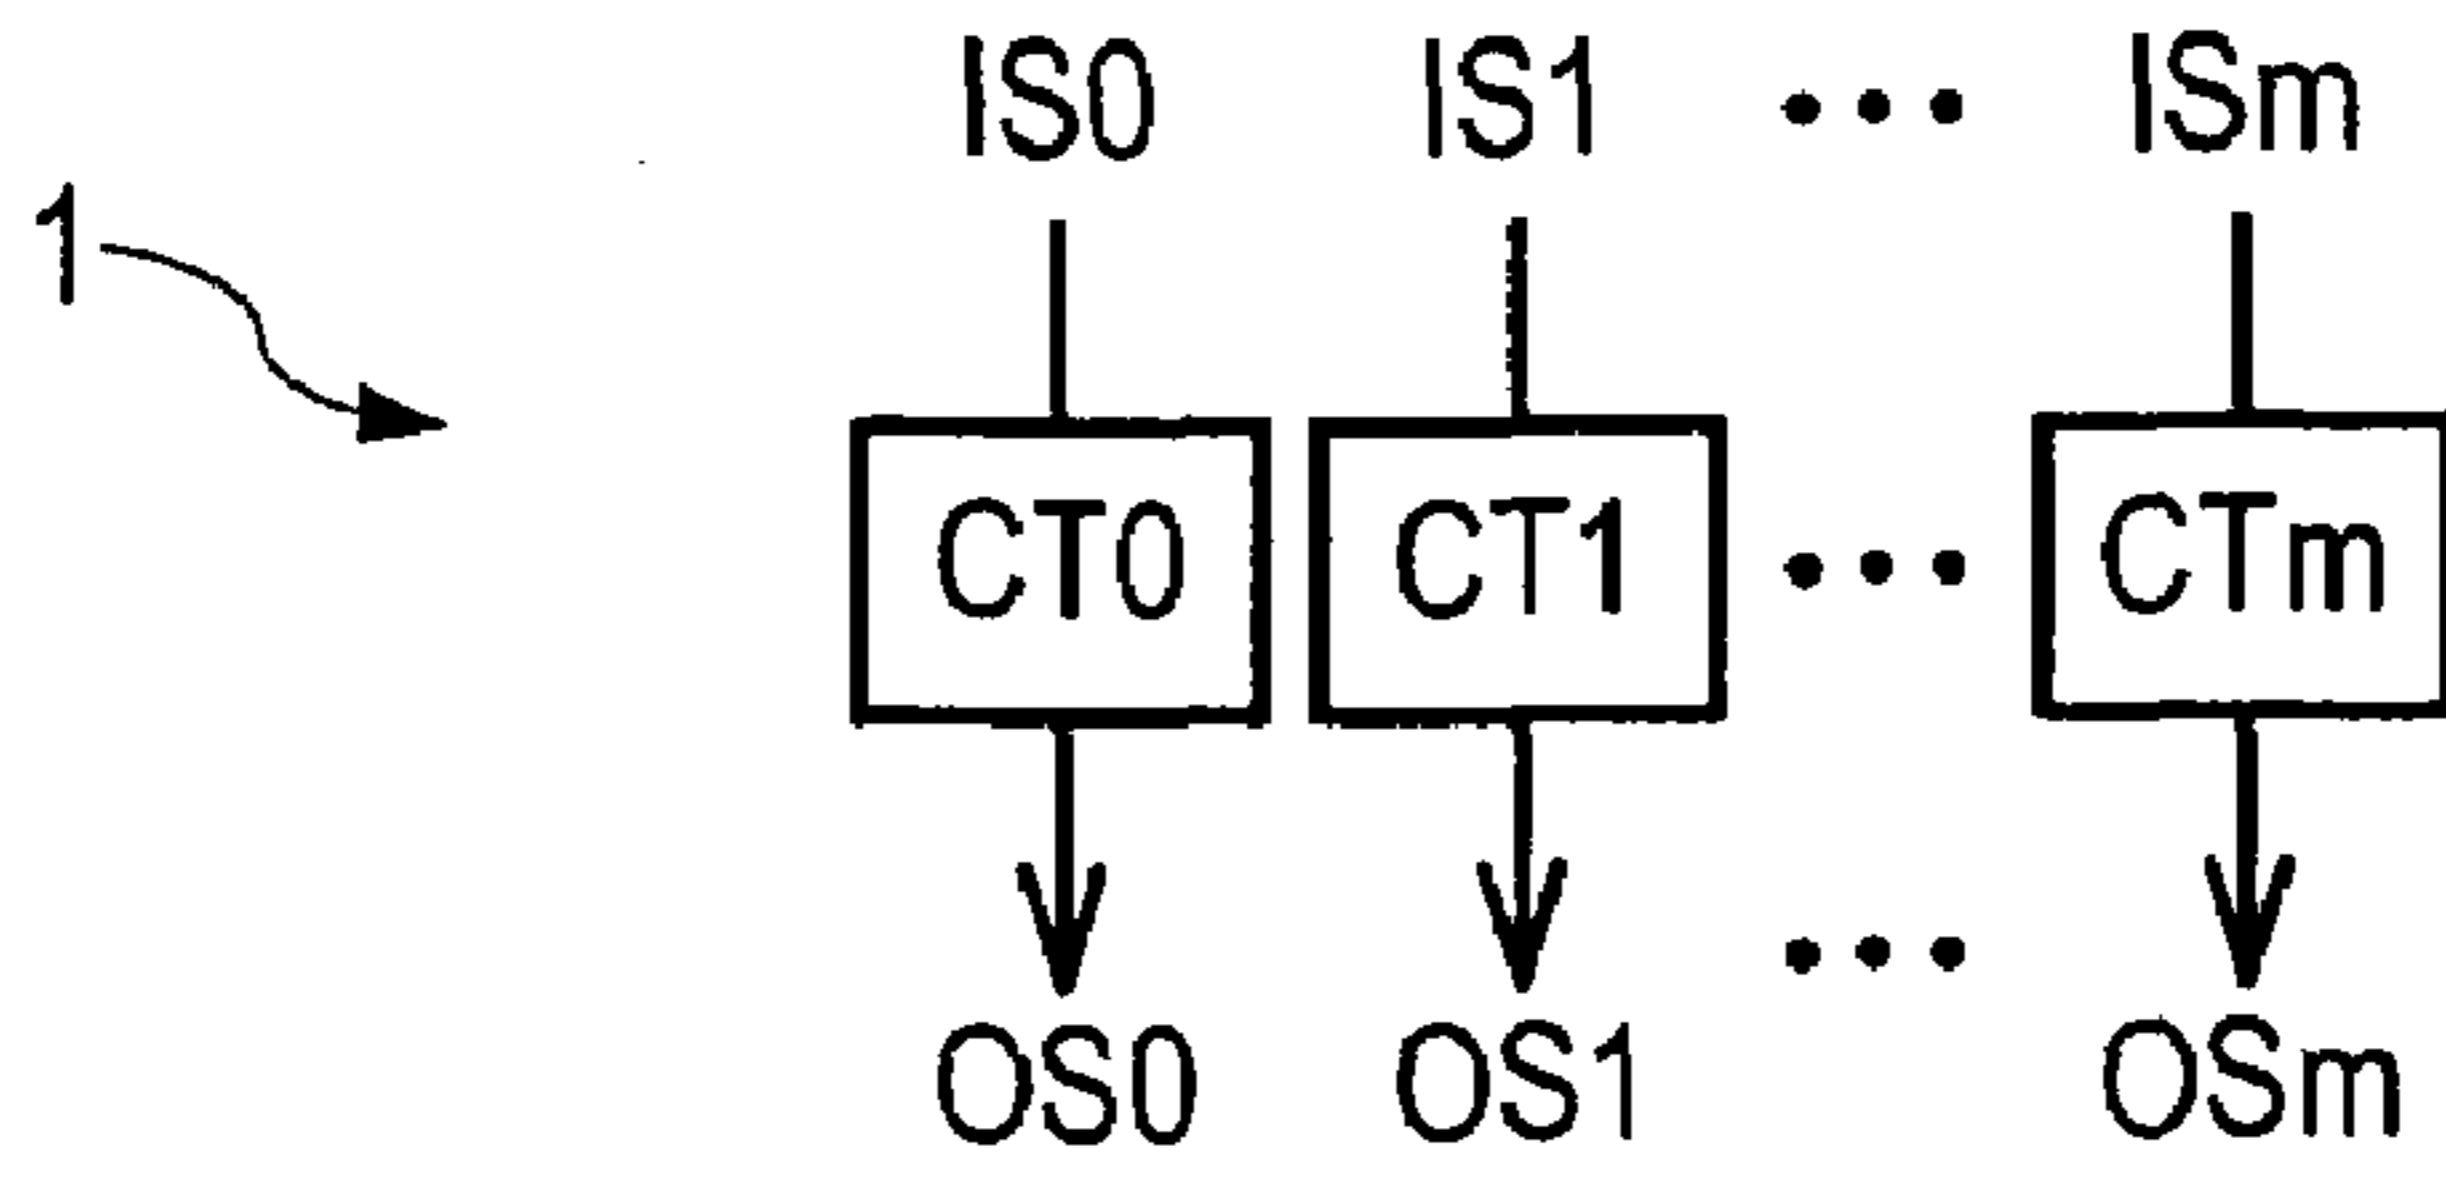 IS0 IS1 ••• ISm
1
CT0 CT1 ••• CTm
•••
OS0 OS1 OSm